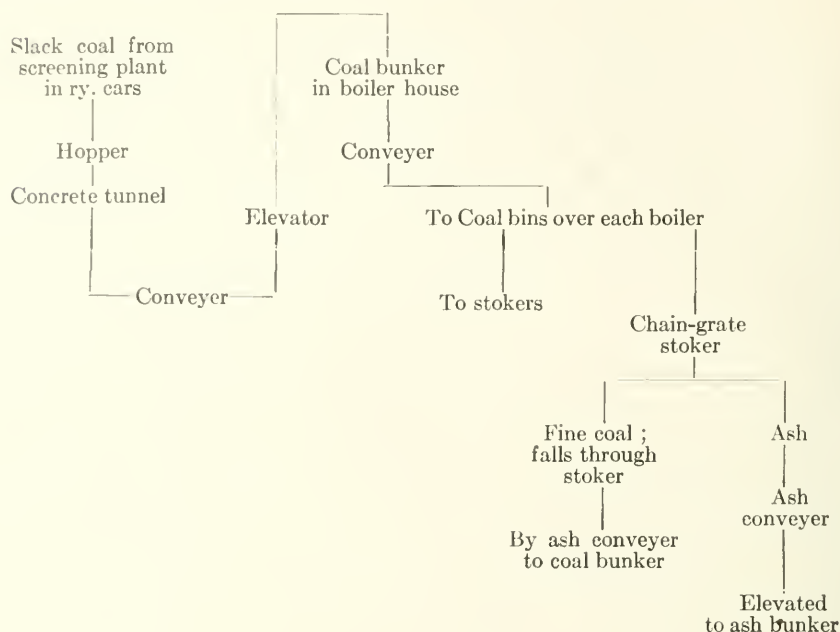 Slack coal from
screening plant
in ry. cars
Hopper
Concrete tunnel
Conveyer
Elevator
Coal bunker
in boiler house
Conveyer
To Coal bins over each boiler
To stokers
Chain-grate
stoker
Fine coal ;
falls through
stoker
By ash conveyer
to coal bunker
Ash
Ash
conveyer
Elevated
to ash bunker